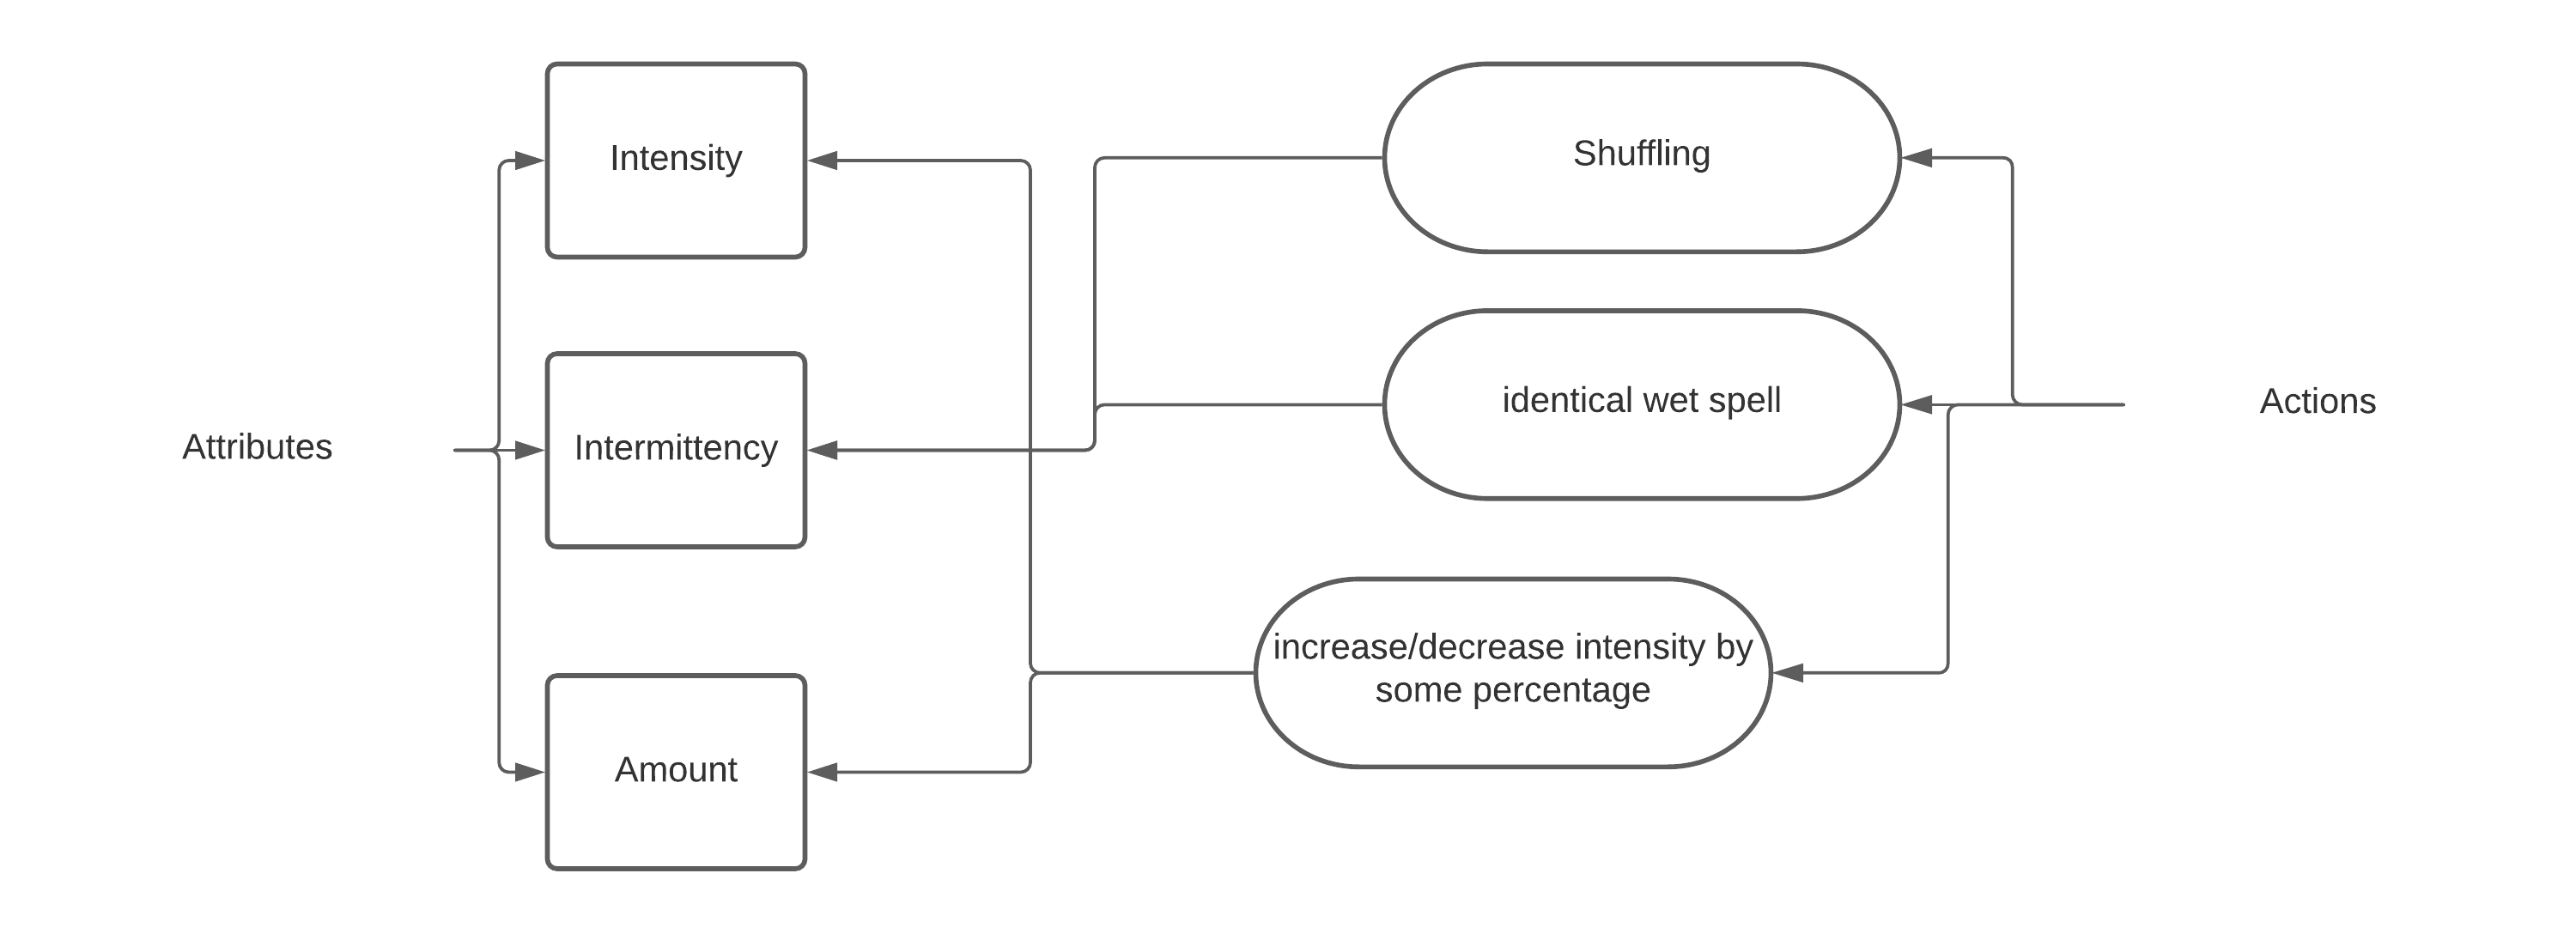 Attributes
Intensity
Intermittency
Amount
Shuffling
identical wet spell
increase/decrease intensity by
some percentage
Actions